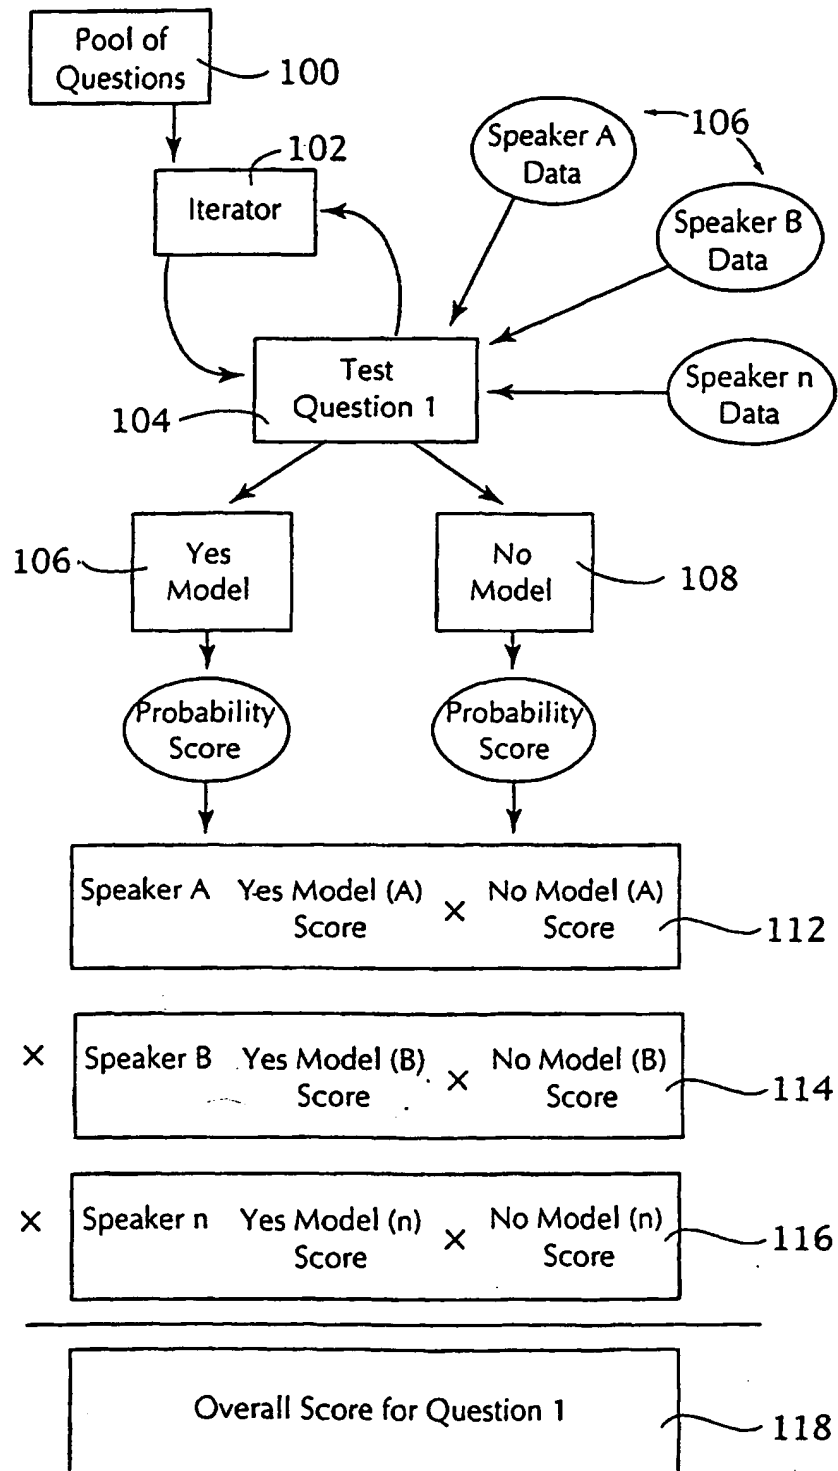 Pool of
Questions
100
102
Iterator
Speaker A
Data
106
Speaker B
Data
Test
Question 1
104
Speaker n
Data
106
Yes
Model
No
Model
108
Probability
Score
Probability
Score
Speaker A Yes Model (A) × No Model (A)
Score Score
112
× Speaker B Yes Model (B) × No Model (B)
Score Score
114
× Speaker n Yes Model (n) × No Model (n)
Score Score
116
Overall Score for Question 1
118